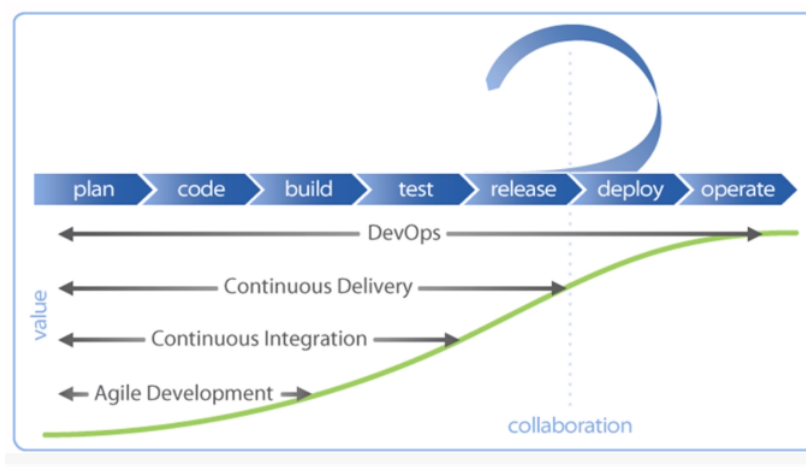 plan code build test release deploy operate
DevOps
Continuous Delivery
value
Continuous Integration
Agile Development
collaboration